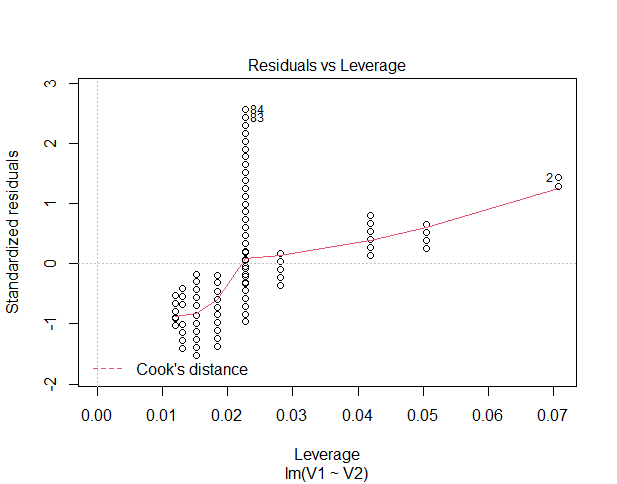 Residuals vs Leverage
3
2
1
0
-1
-2
Standardized residuals
84
83
2
Cook's distance
0.00 0.01 0.02 0.03 0.04 0.05 0.06 0.07
Leverage
lm(V1 ~ V2)